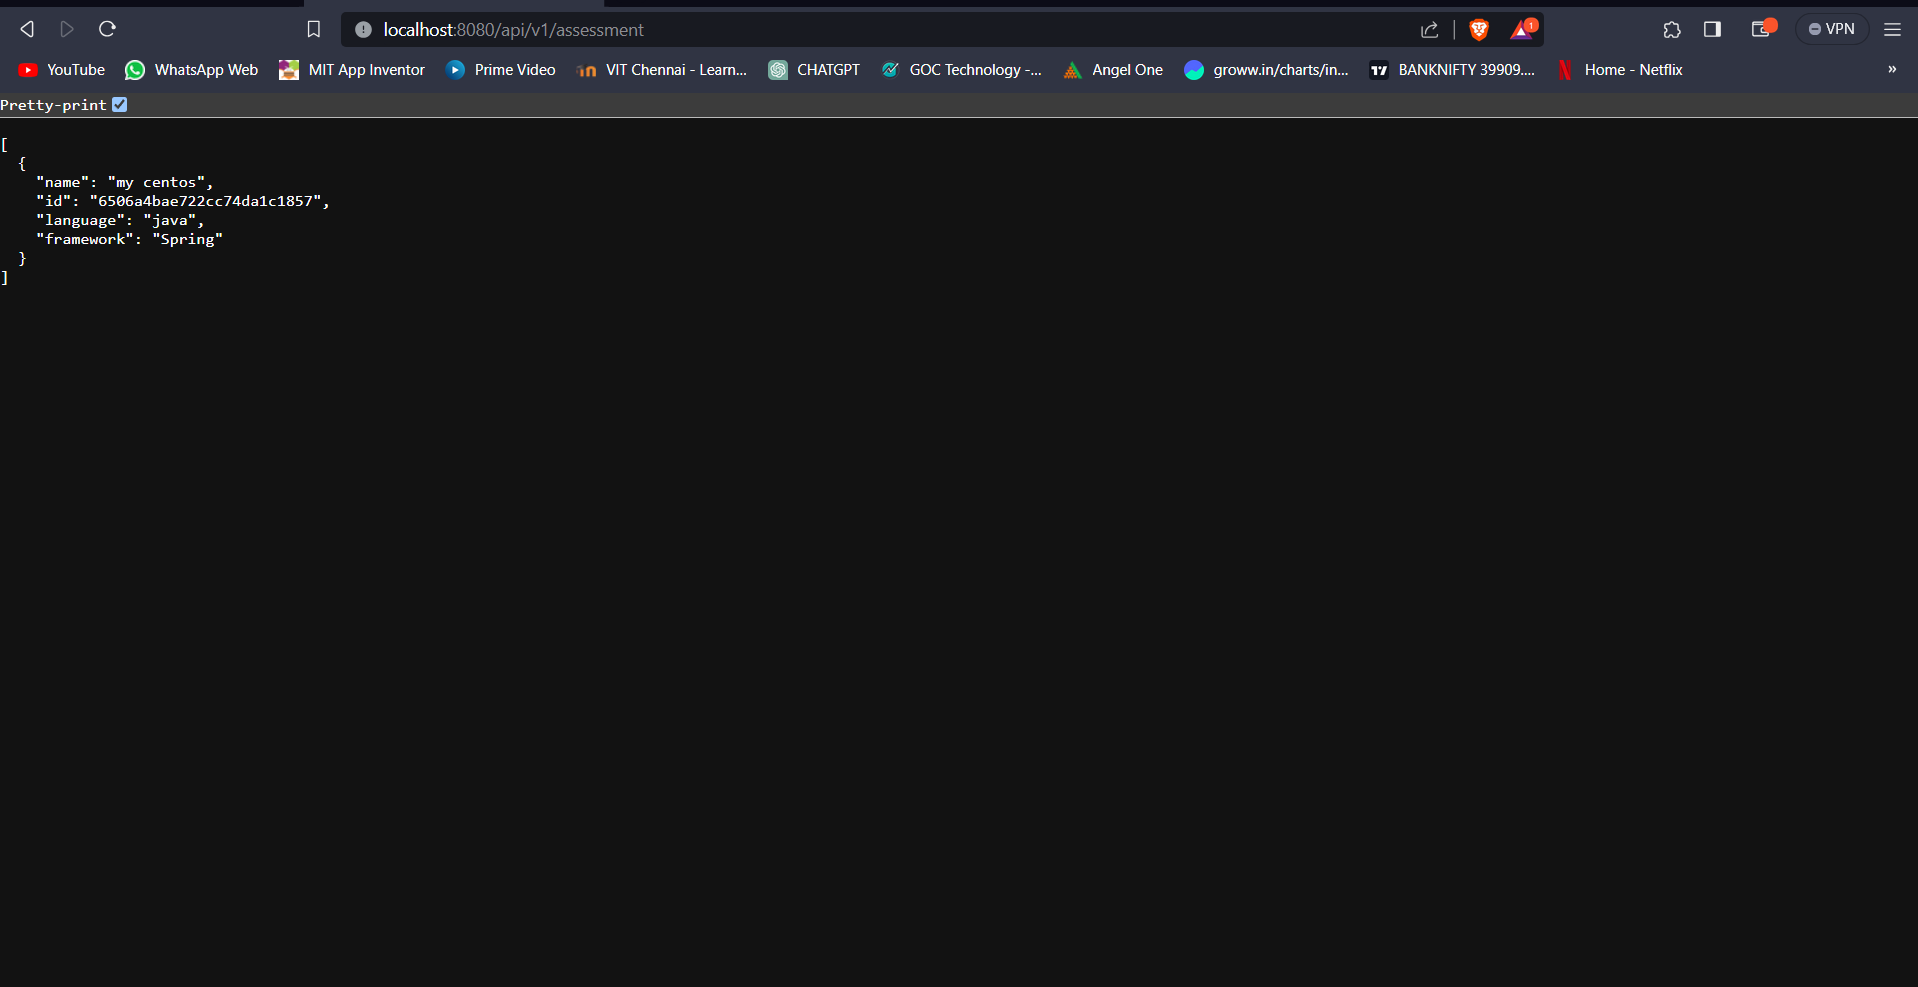 localhost:8080/api/v1/assessment 1 VPN
YouTube WhatsApp Web MIT App Inventor Prime Video VIT Chennai - Learn... CHATGPT GOC Technology -... Angel One groww.in/charts/in... BANKNIFTY 39909.... Home - Netflix »
Pretty-print
[
  {
    "name": "my centos",
    "id": "6506a4bae722cc74da1c1857",
    "language": "java",
    "framework": "Spring"
  }
]